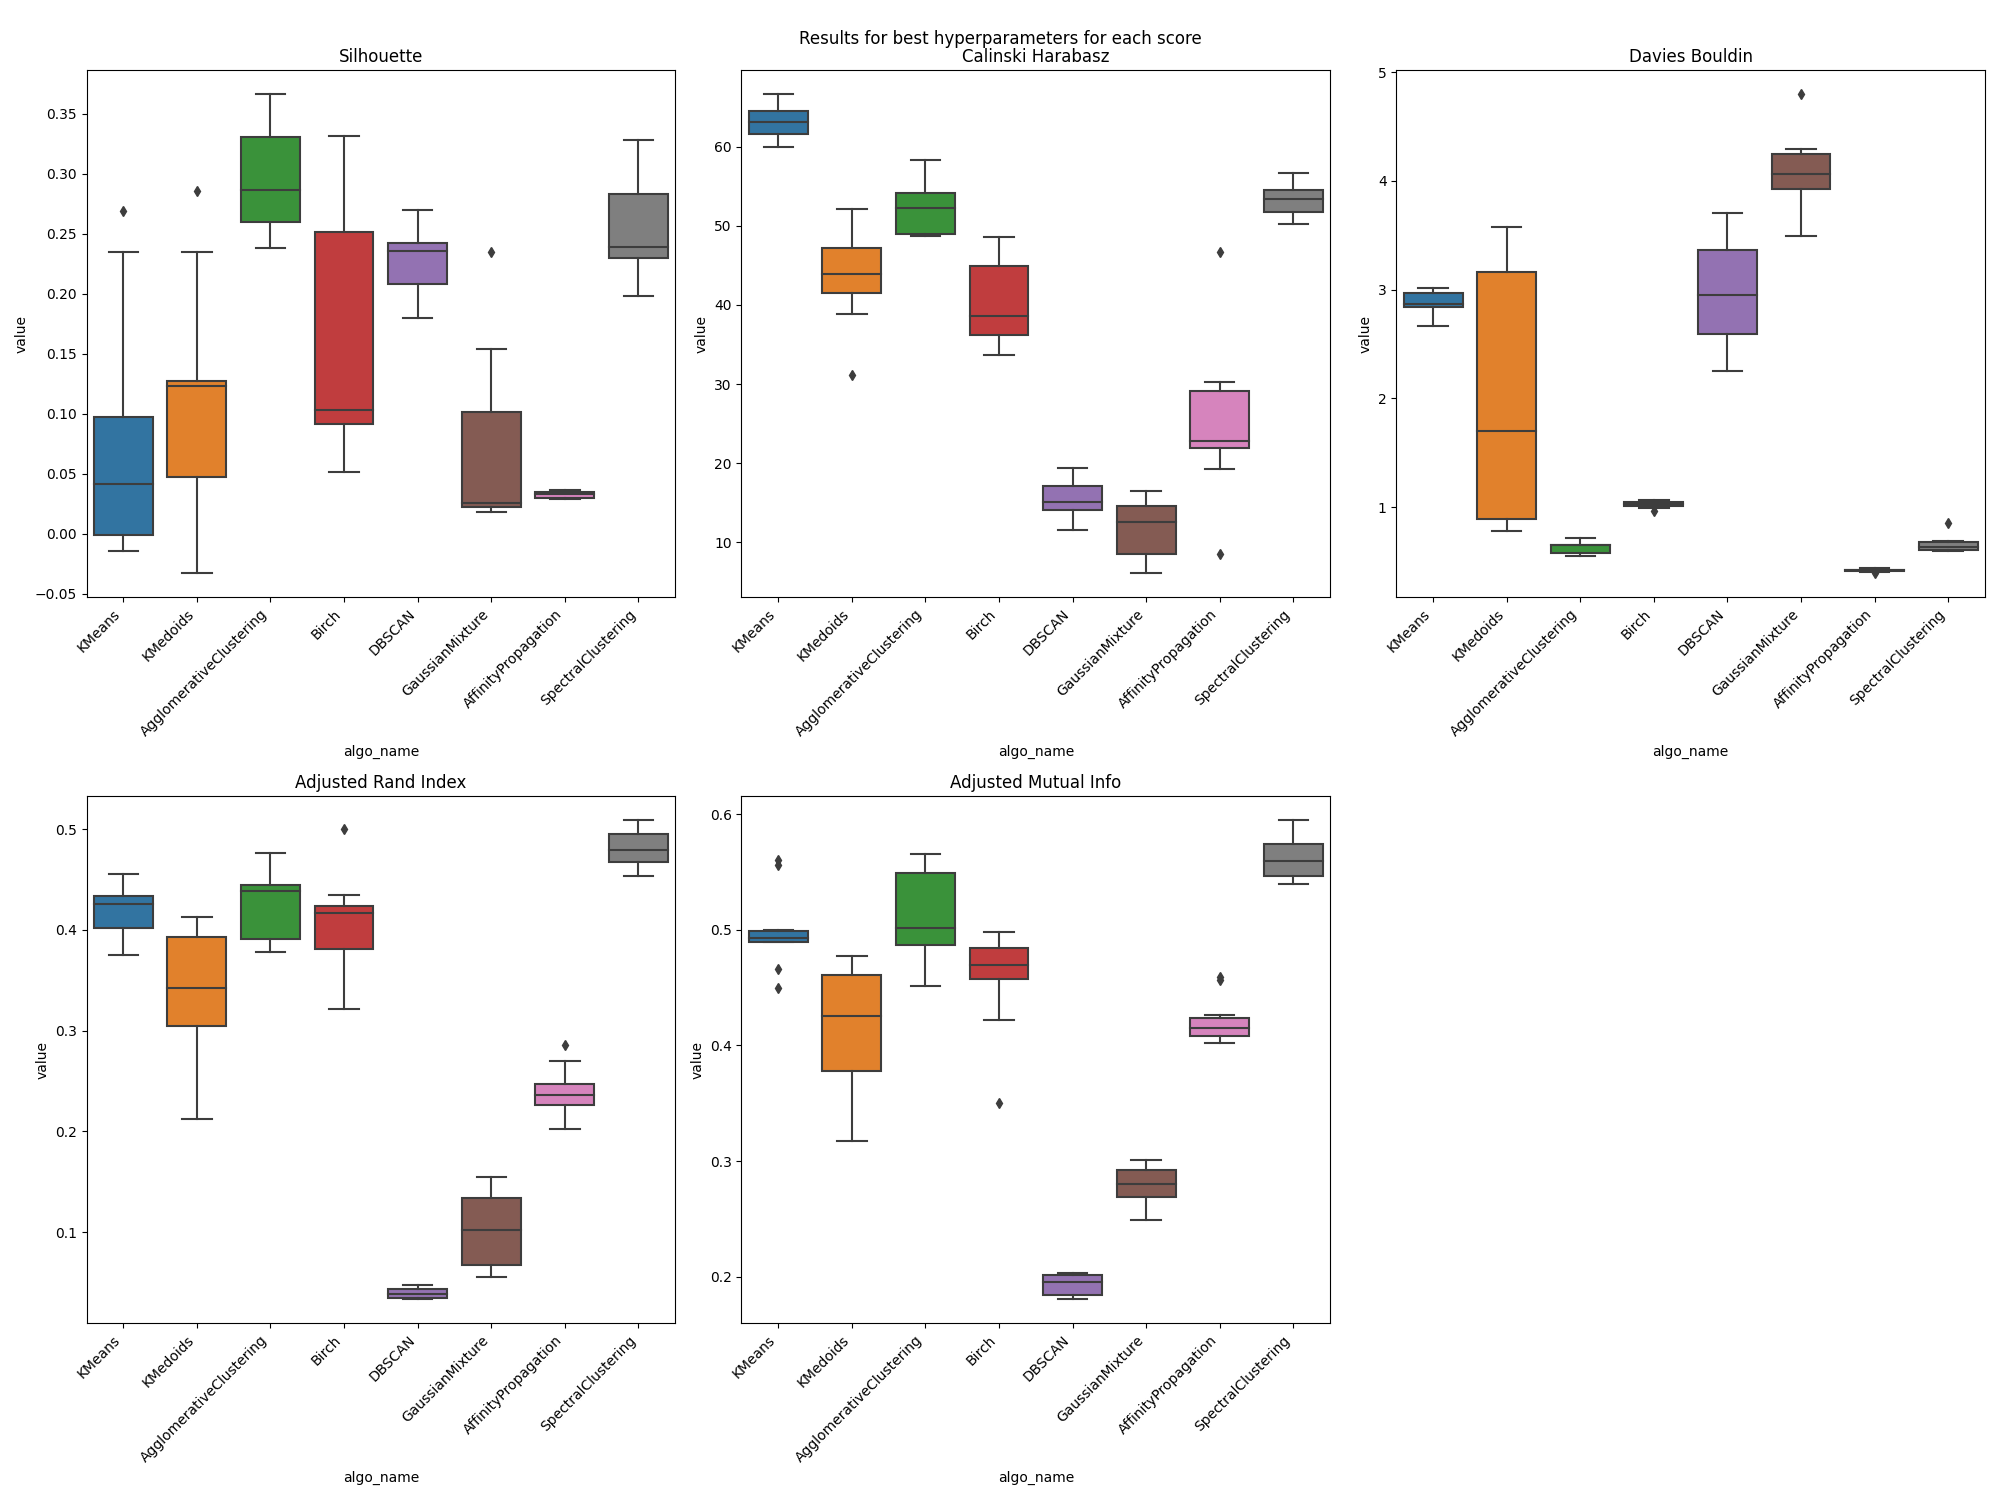 Results for best hyperparameters for each score
Silhouette
0.35
0.30
0.25
0.20
0.15
0.10
0.05
0.00
−0.05
value
KMeans
KMedoids
AgglomerativeClustering
Birch
DBSCAN
GaussianMixture
AffinityPropagation
SpectralClustering
algo_name
Calinski Harabasz
60
50
40
30
20
10
value
KMeans
KMedoids
AgglomerativeClustering
Birch
DBSCAN
GaussianMixture
AffinityPropagation
SpectralClustering
algo_name
Davies Bouldin
5
4
3
2
1
value
KMeans
KMedoids
AgglomerativeClustering
Birch
DBSCAN
GaussianMixture
AffinityPropagation
SpectralClustering
algo_name
Adjusted Rand Index
0.5
0.4
0.3
0.2
0.1
value
KMeans
KMedoids
AgglomerativeClustering
Birch
DBSCAN
GaussianMixture
AffinityPropagation
SpectralClustering
algo_name
Adjusted Mutual Info
0.6
0.5
0.4
0.3
0.2
value
KMeans
KMedoids
AgglomerativeClustering
Birch
DBSCAN
GaussianMixture
AffinityPropagation
SpectralClustering
algo_name